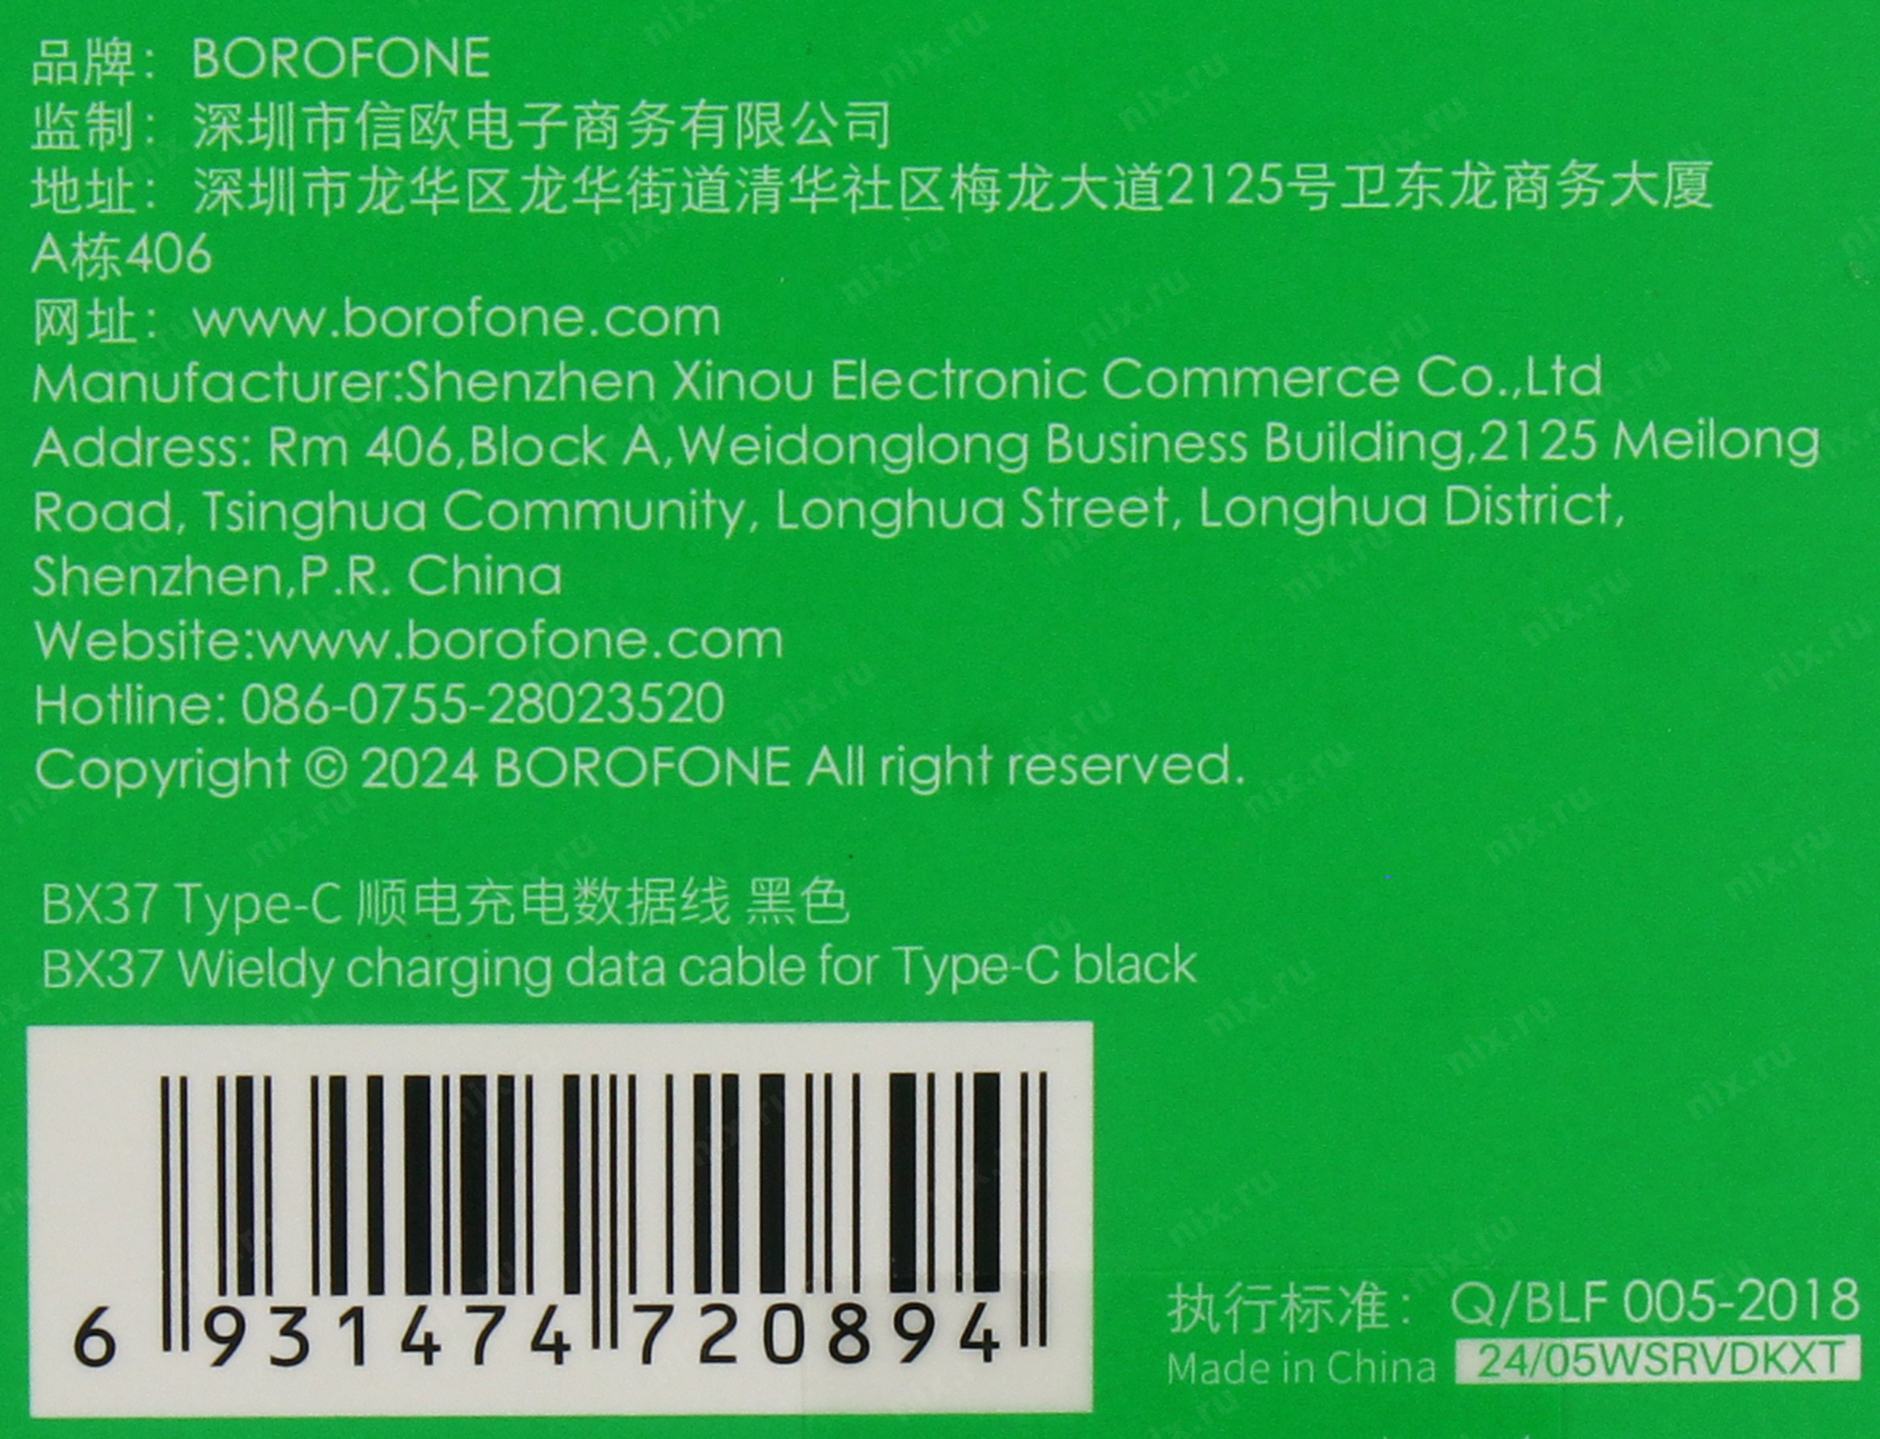 品牌：BOROFONE
监制：深圳市信欧电子商务有限公司
地址：深圳市龙华区龙华街道清华社区梅龙大道2125号卫东龙商务大厦
A栋406
网址：www.borofone.com
Manufacturer:Shenzhen Xinou Electronic Commerce Co.,Ltd
Address: Rm 406,Block A,Weidonglong Business Building,2125 Meilong
Road, Tsinghua Community, Longhua Street, Longhua District,
Shenzhen,P.R. China
Website:www.borofone.com
Hotline: 086-0755-28023520
Copyright © 2024 BOROFONE All right reserved.
BX37 Type-C 顺电充电数据线 黑色
BX37 Wieldy charging data cable for Type-C black
6 931474 720894
执行标准：Q/BLF 005-2018
Made in China 24/05WSRVDKXT
nix.ru